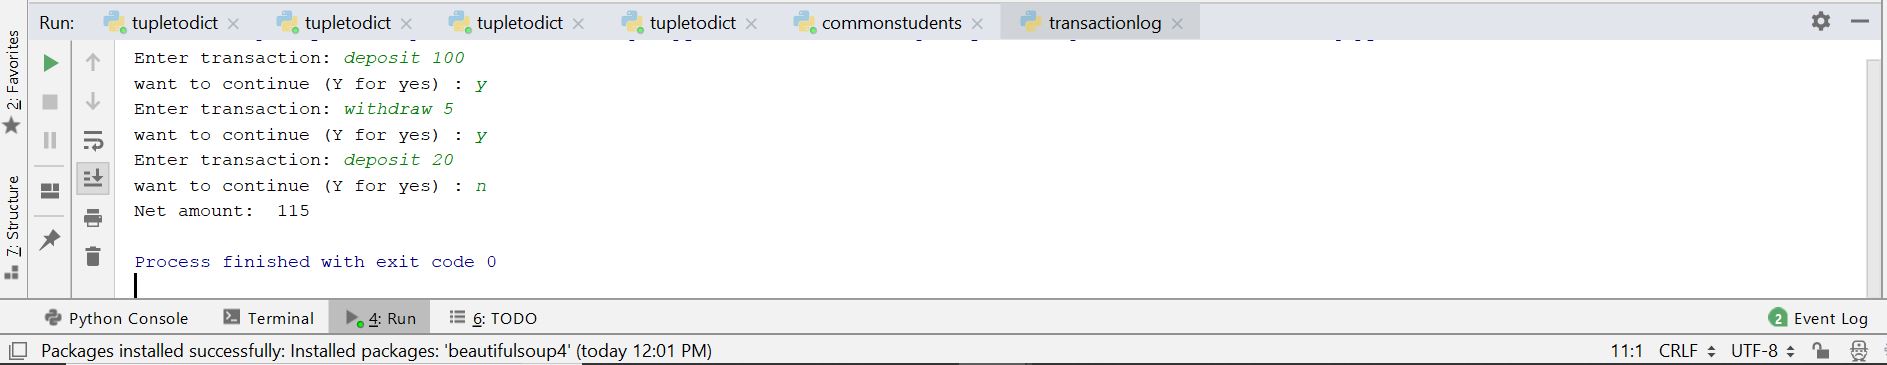 Run: tupletodict tupletodict tupletodict tupletodict commonstudents transactionlog
2: Favorites
7: Structure
Enter transaction: deposit 100
want to continue (Y for yes) : y
Enter transaction: withdraw 5
want to continue (Y for yes) : y
Enter transaction: deposit 20
want to continue (Y for yes) : n
Net amount:  115
Process finished with exit code 0
Python Console Terminal 4: Run 6: TODO 2 Event Log
Packages installed successfully: Installed packages: 'beautifulsoup4' (today 12:01 PM) 11:1 CRLF UTF-8